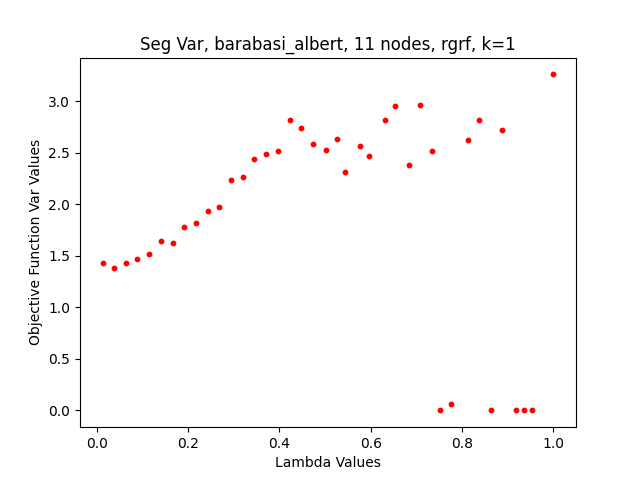 Seg Var, barabasi_albert, 11 nodes, rgrf, k=1
Objective Function Var Values
3.0
2.5
2.0
1.5
1.0
0.5
0.0
0.0 0.2 0.4 0.6 0.8 1.0
Lambda Values